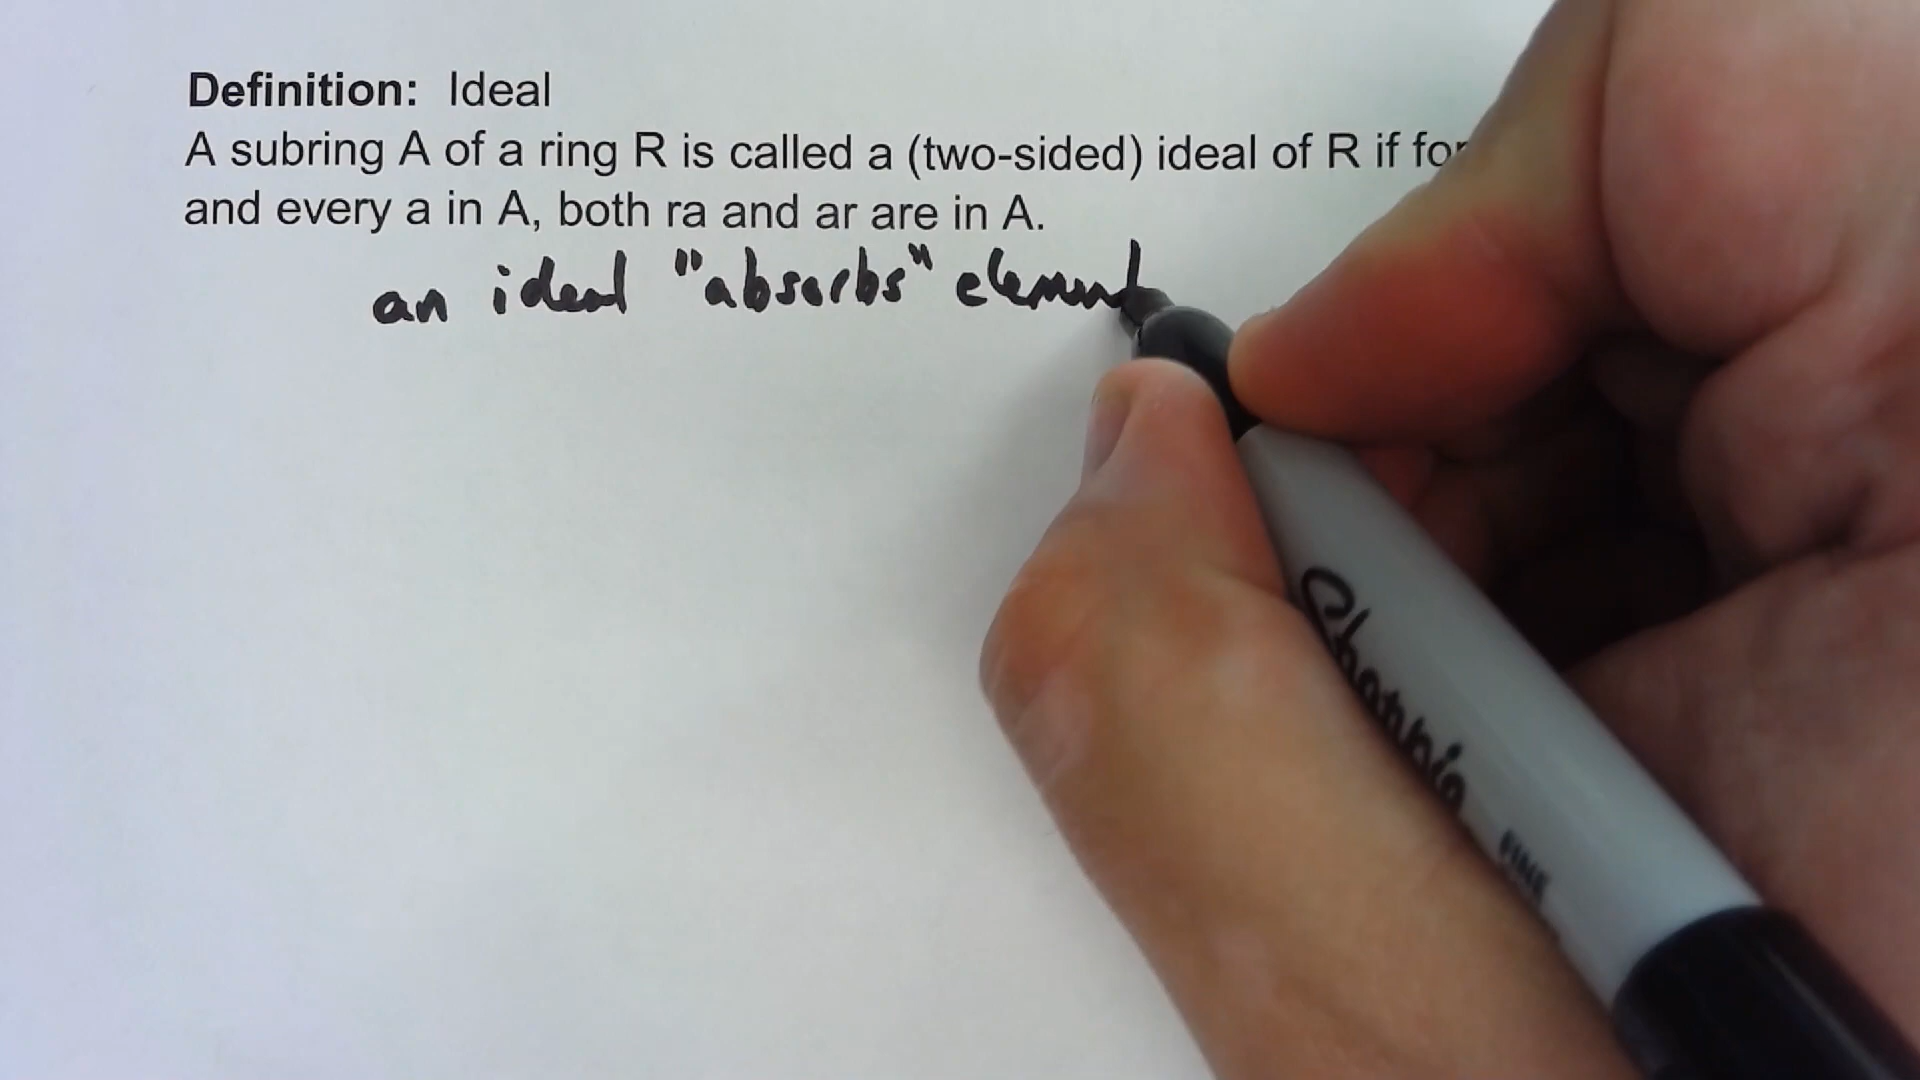 Definition: Ideal
A subring A of a ring R is called a (two-sided) ideal of R if for
and every a in A, both ra and ar are in A.
an ideal "absorbs" element
Sharpie
FINE